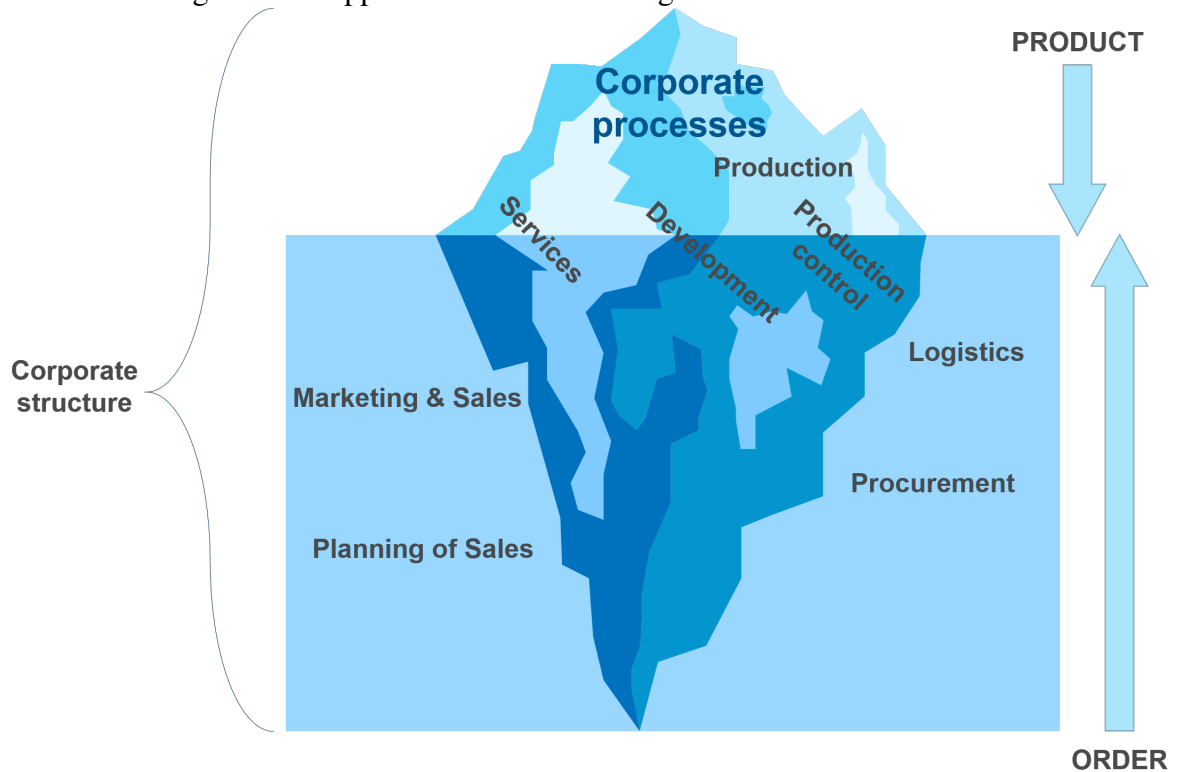 PRODUCT
Corporate
processes
Production
Services
Development
Production
control
Logistics
Corporate
structure
Marketing & Sales
Procurement
Planning of Sales
ORDER